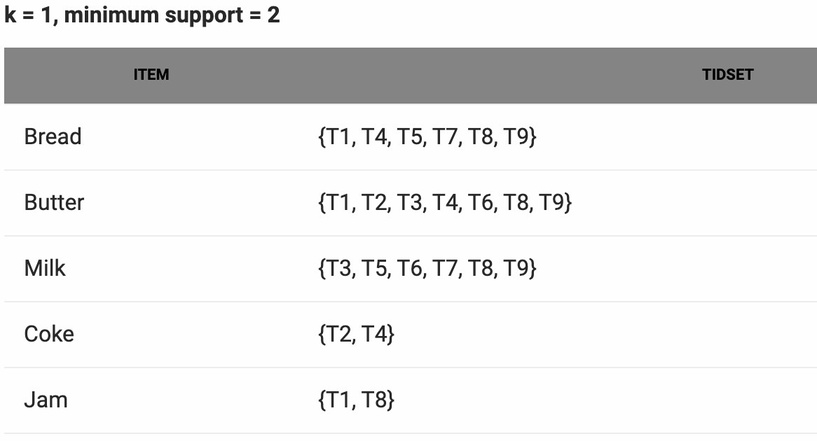 k = 1, minimum support = 2
ITEM TIDSET
Bread {T1, T4, T5, T7, T8, T9}
Butter {T1, T2, T3, T4, T6, T8, T9}
Milk {T3, T5, T6, T7, T8, T9}
Coke {T2, T4}
Jam {T1, T8}